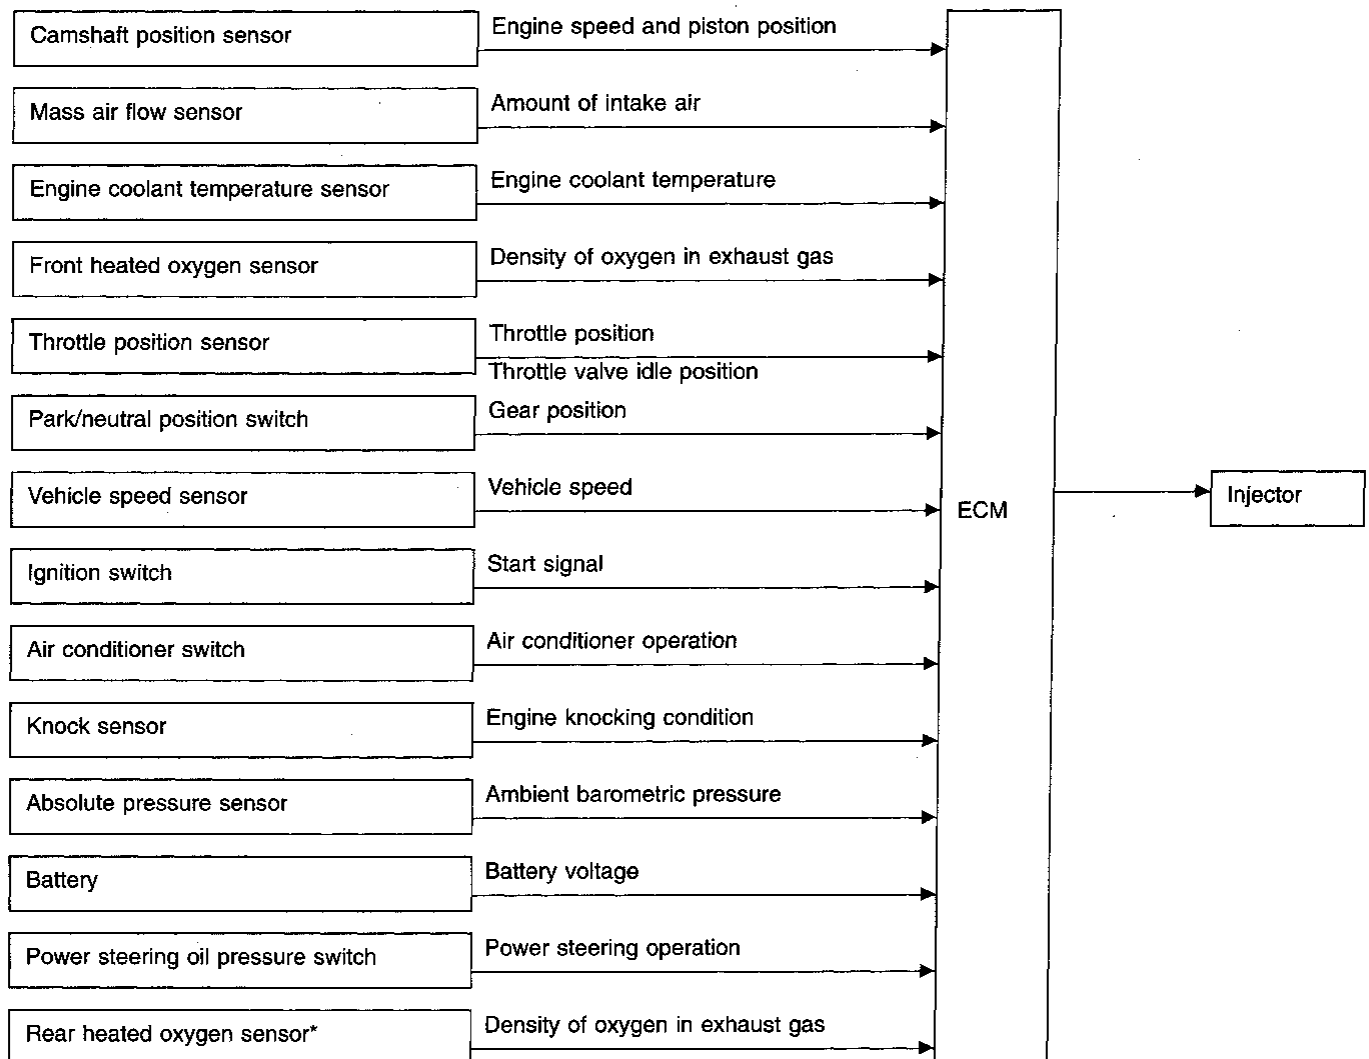 Camshaft position sensor
Engine speed and piston position
Mass air flow sensor
Amount of intake air
Engine coolant temperature sensor
Engine coolant temperature
Front heated oxygen sensor
Density of oxygen in exhaust gas
Throttle position sensor
Throttle position
Throttle valve idle position
Park/neutral position switch
Gear position
Vehicle speed sensor
Vehicle speed
ECM
Injector
Ignition switch
Start signal
Air conditioner switch
Air conditioner operation
Knock sensor
Engine knocking condition
Absolute pressure sensor
Ambient barometric pressure
Battery
Battery voltage
Power steering oil pressure switch
Power steering operation
Rear heated oxygen sensor*
Density of oxygen in exhaust gas